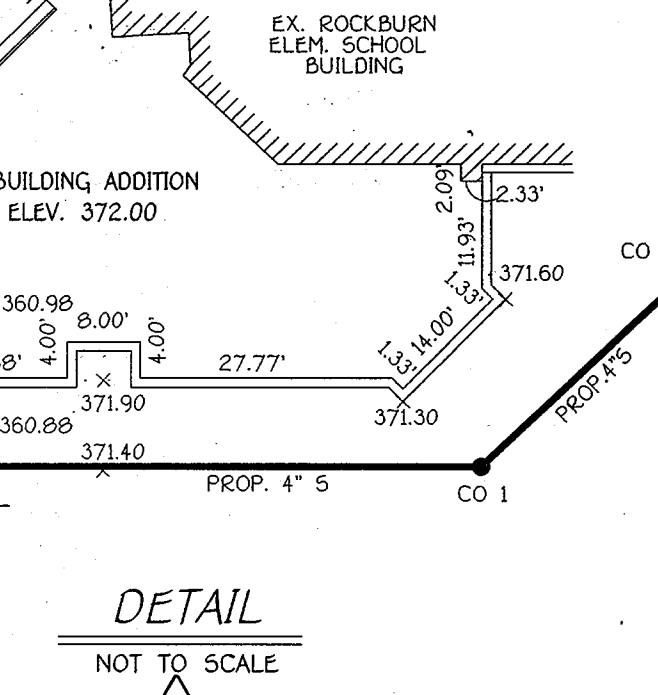 EX. ROCKBURN
ELEM. SCHOOL
BUILDING
BUILDING ADDITION
ELEV. 372.00
2.09'
2.33'
11.93'
CO
371.60
1.33'
14.00'
1.33'
360.98
8.00'
4.00'
4.00'
8'
27.77'
371.90
371.30
PROP. 4" S
360.88
371.40
PROP. 4" S
CO 1
DETAIL
NOT TO SCALE